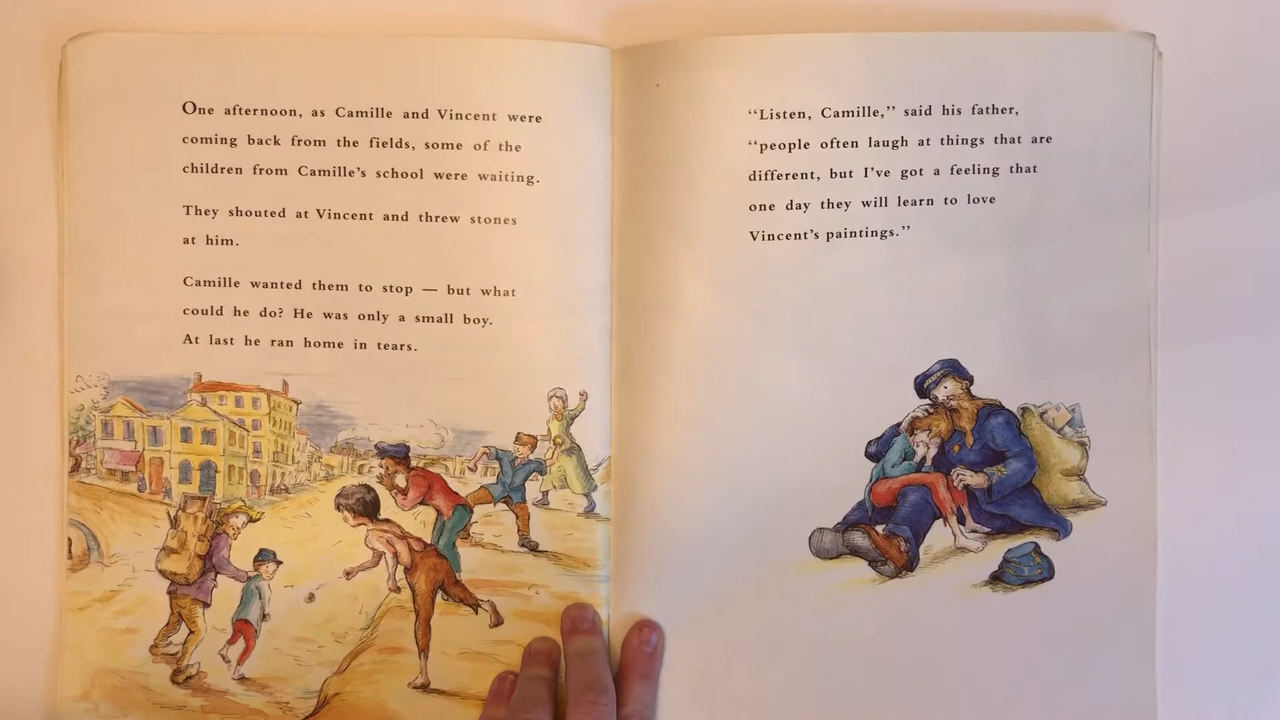 One afternoon, as Camille and Vincent were
coming back from the fields, some of the
children from Camille’s school were waiting.
They shouted at Vincent and threw stones
at him.
Camille wanted them to stop — but what
could he do? He was only a small boy.
At last he ran home in tears.
“Listen, Camille,” said his father,
“people often laugh at things that are
different, but I’ve got a feeling that
one day they will learn to love
Vincent’s paintings.”